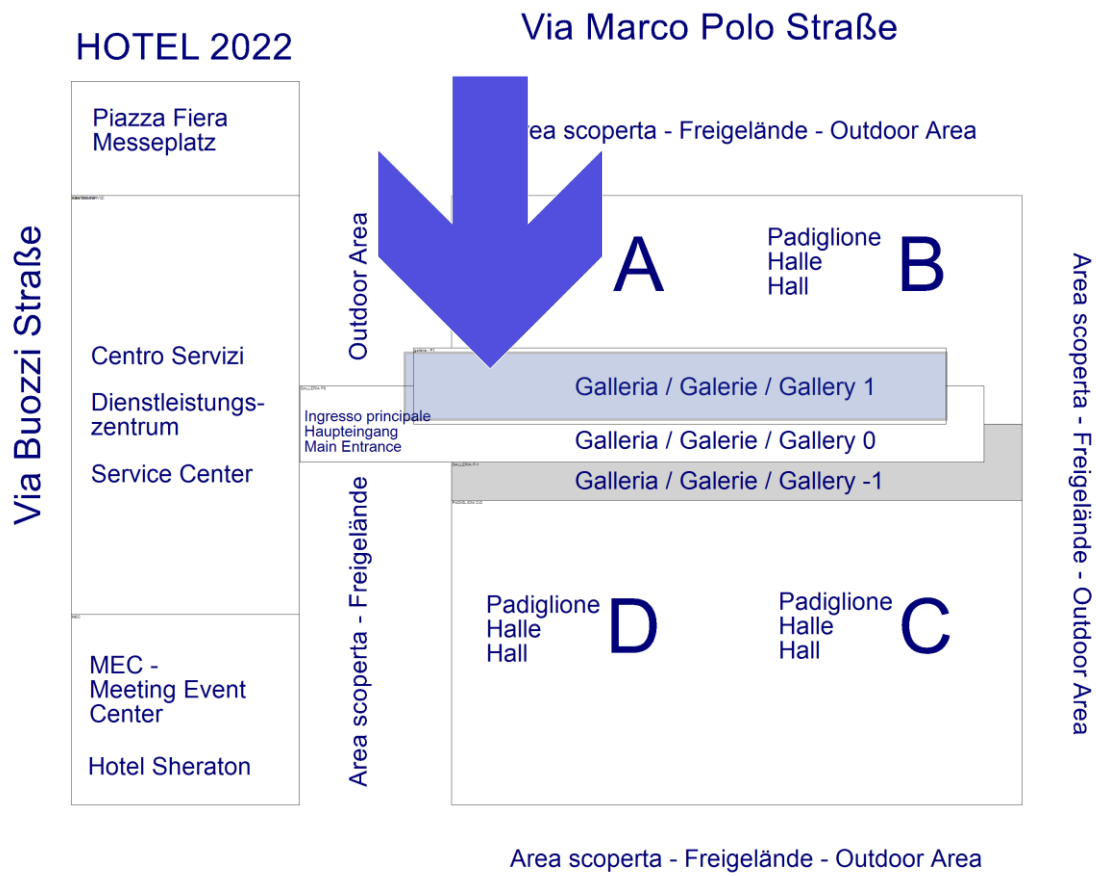 Via Marco Polo Straße
HOTEL 2022
Piazza Fiera
Messeplatz
rea scoperta - Freigelände - Outdoor Area
Via Buozzi Straße
Outdoor Area
A
Padiglione
Halle
Hall
B
Area scoperta - Freigelände - Outdoor Area
Centro Servizi
Dienstleistungs-
zentrum
Service Center
Galleria / Galerie / Gallery 1
Ingresso principale
Haupteingang
Main Entrance
Galleria / Galerie / Gallery 0
Galleria / Galerie / Gallery -1
Area scoperta - Freigelände
Padiglione
Halle
Hall
D
Padiglione
Halle
Hall
C
MEC
MEC -
Meeting Event
Center
Hotel Sheraton
Area scoperta - Freigelände - Outdoor Area